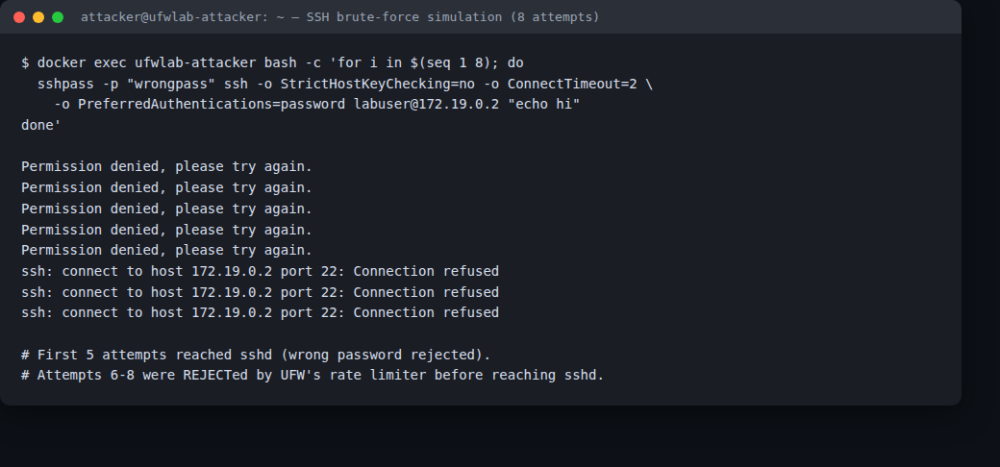 attacker@ufwlab-attacker: ~ — SSH brute-force simulation (8 attempts)
$ docker exec ufwlab-attacker bash -c 'for i in $(seq 1 8); do
  sshpass -p "wrongpass" ssh -o StrictHostKeyChecking=no -o ConnectTimeout=2 \
    -o PreferredAuthentications=password labuser@172.19.0.2 "echo hi"
done'
Permission denied, please try again.
Permission denied, please try again.
Permission denied, please try again.
Permission denied, please try again.
Permission denied, please try again.
ssh: connect to host 172.19.0.2 port 22: Connection refused
ssh: connect to host 172.19.0.2 port 22: Connection refused
ssh: connect to host 172.19.0.2 port 22: Connection refused
# First 5 attempts reached sshd (wrong password rejected).
# Attempts 6-8 were REJECTed by UFW's rate limiter before reaching sshd.